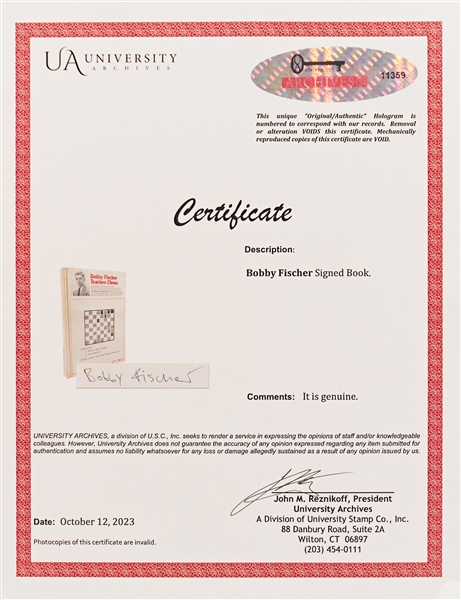 UA UNIVERSITY
ARCHIVES
ARCHIVES
11359
This unique "Original/Authentic" Hologram is
numbered to correspond with our records. Removal
or alteration VOIDS this certificate. Mechanically
reproduced copies of this certificate are VOID.
Certificate
Description:
Bobby Fischer Signed Book.
Bobby Fischer
Teaches Chess
Bobby Fischer
Comments: It is genuine.
UNIVERSITY ARCHIVES, a division of U.S.C., Inc. seeks to render a service in expressing the opinions of staff and/or knowledgeable
colleagues. However, University Archives does not guarantee the accuracy of any opinion expressed regarding any item submitted for
authentication and assumes no liability whatsoever for any loss or damage allegedly sustained as a result of any opinion issued by us.
John M. Reznikoff, President
University Archives
A Division of University Stamp Co., Inc.
88 Danbury Road, Suite 2A
Wilton, CT 06897
(203) 454-0111
Date: October 12, 2023
Photocopies of this certificate are invalid.